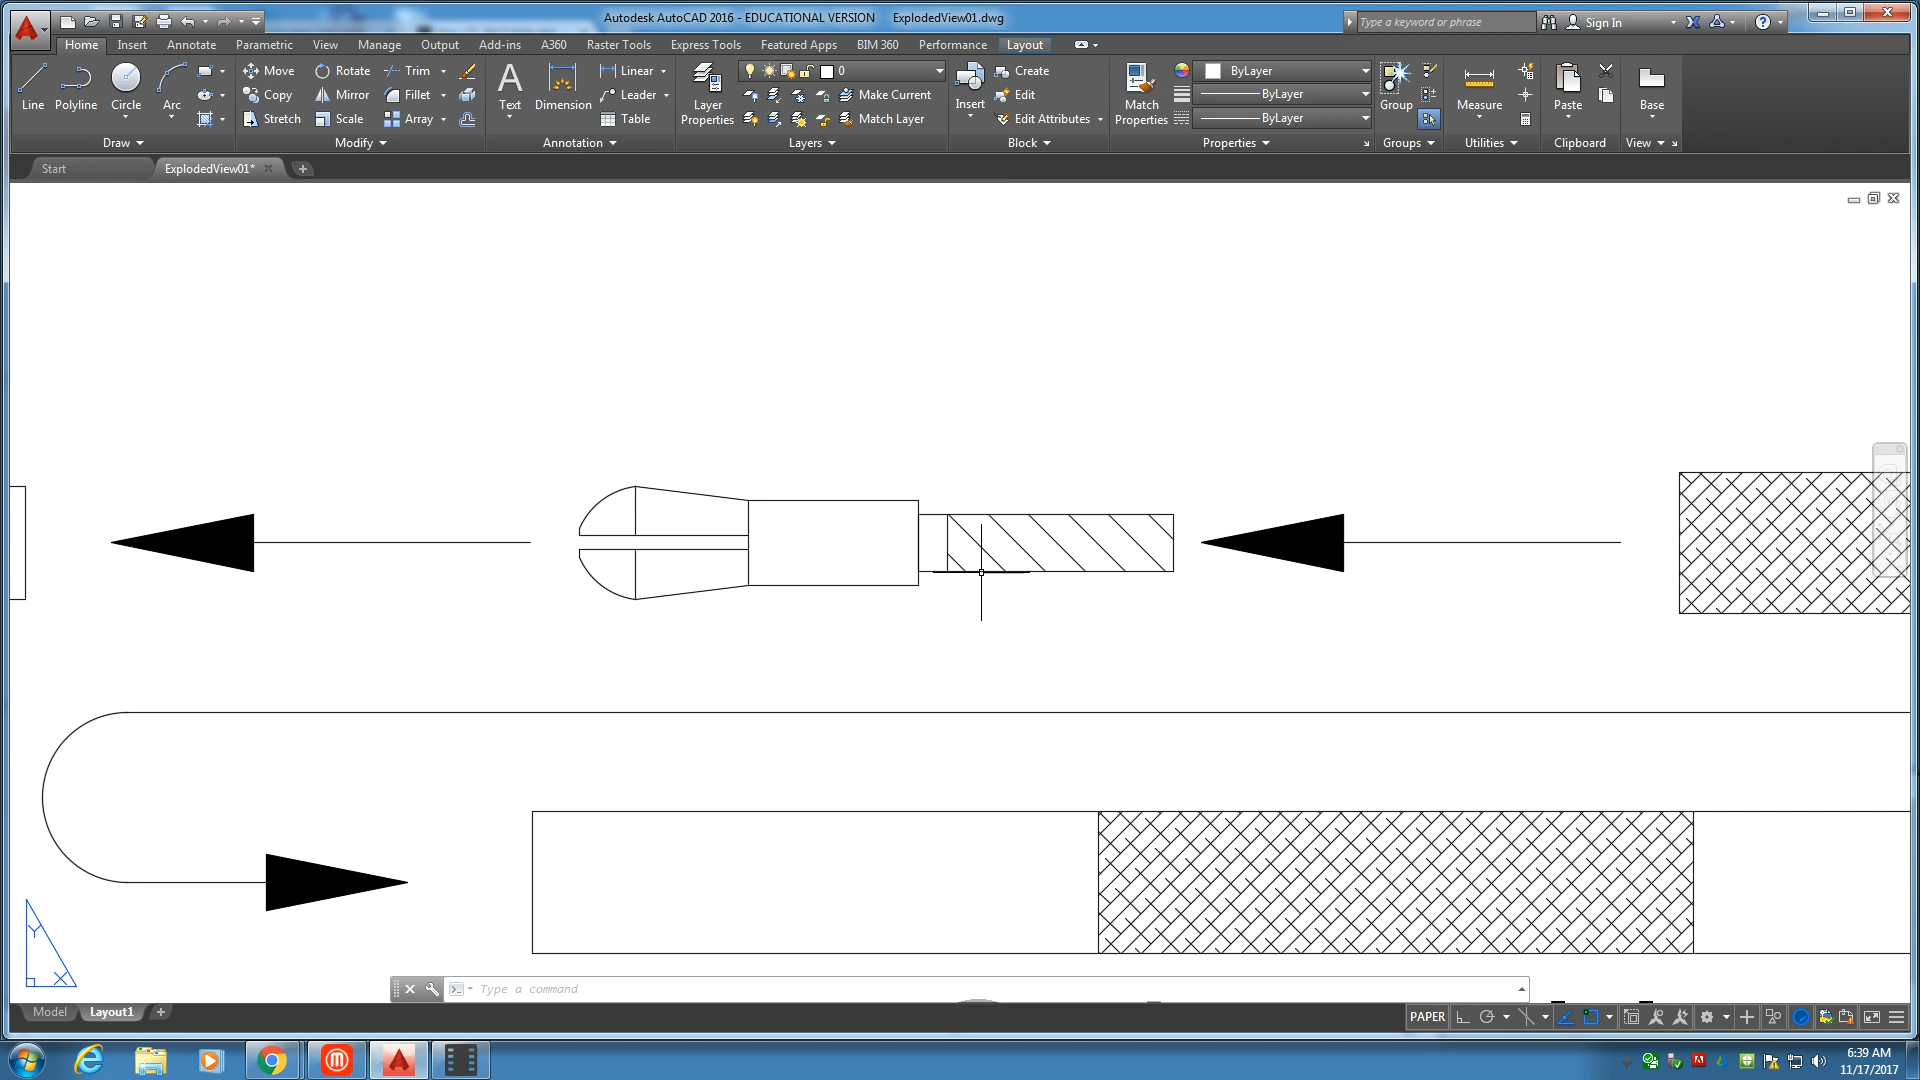 Autodesk AutoCAD 2016 - EDUCATIONAL VERSION ExplodedView01.dwg
Type a keyword or phrase
Sign In
Home Insert Annotate Parametric View Manage Output Add-ins A360 Raster Tools Express Tools Featured Apps BIM 360 Performance Layout
Line Polyline Circle Arc
Move Rotate Trim
Copy Mirror Fillet
Stretch Scale Array
Text Dimension
Linear
Leader
Table
Layer Properties
0
Make Current
Match Layer
Insert
Create
Edit
Edit Attributes
Match Properties
ByLayer
ByLayer
ByLayer
Group
Measure
Paste
Base
Draw Modify Annotation Layers Block Properties Groups Utilities Clipboard View
Start ExplodedView01*
Y
X
Type a command
Model Layout1
PAPER
6:39 AM
11/17/2017